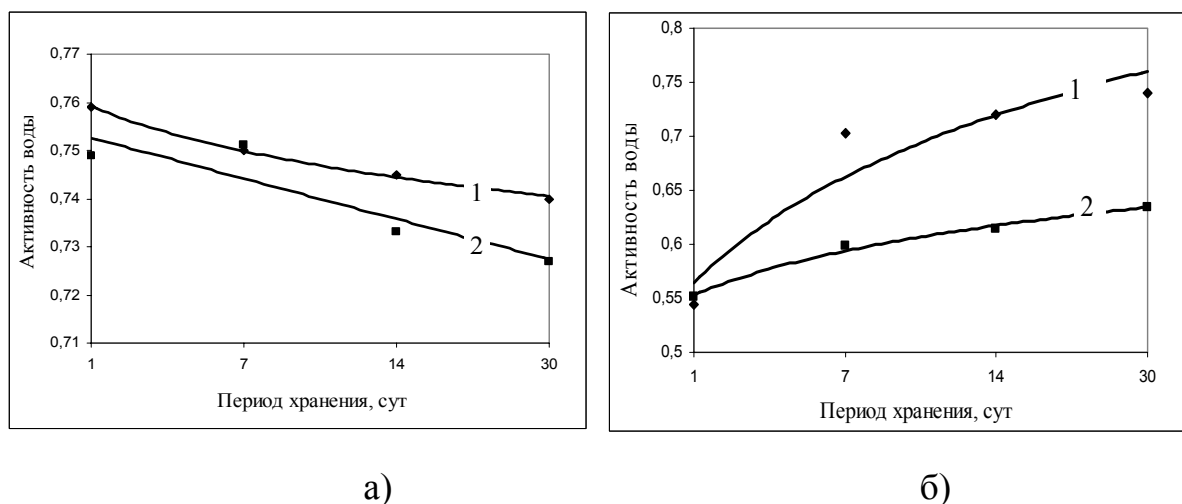 0,77
0,76
0,75
0,74
0,73
0,72
0,71
Активность воды
1
2
1 7 14 30
Период хранения, сут
а)
0,8
0,75
0,7
0,65
0,6
0,55
0,5
Активность воды
1
2
1 7 14 30
Период хранения, сут
б)